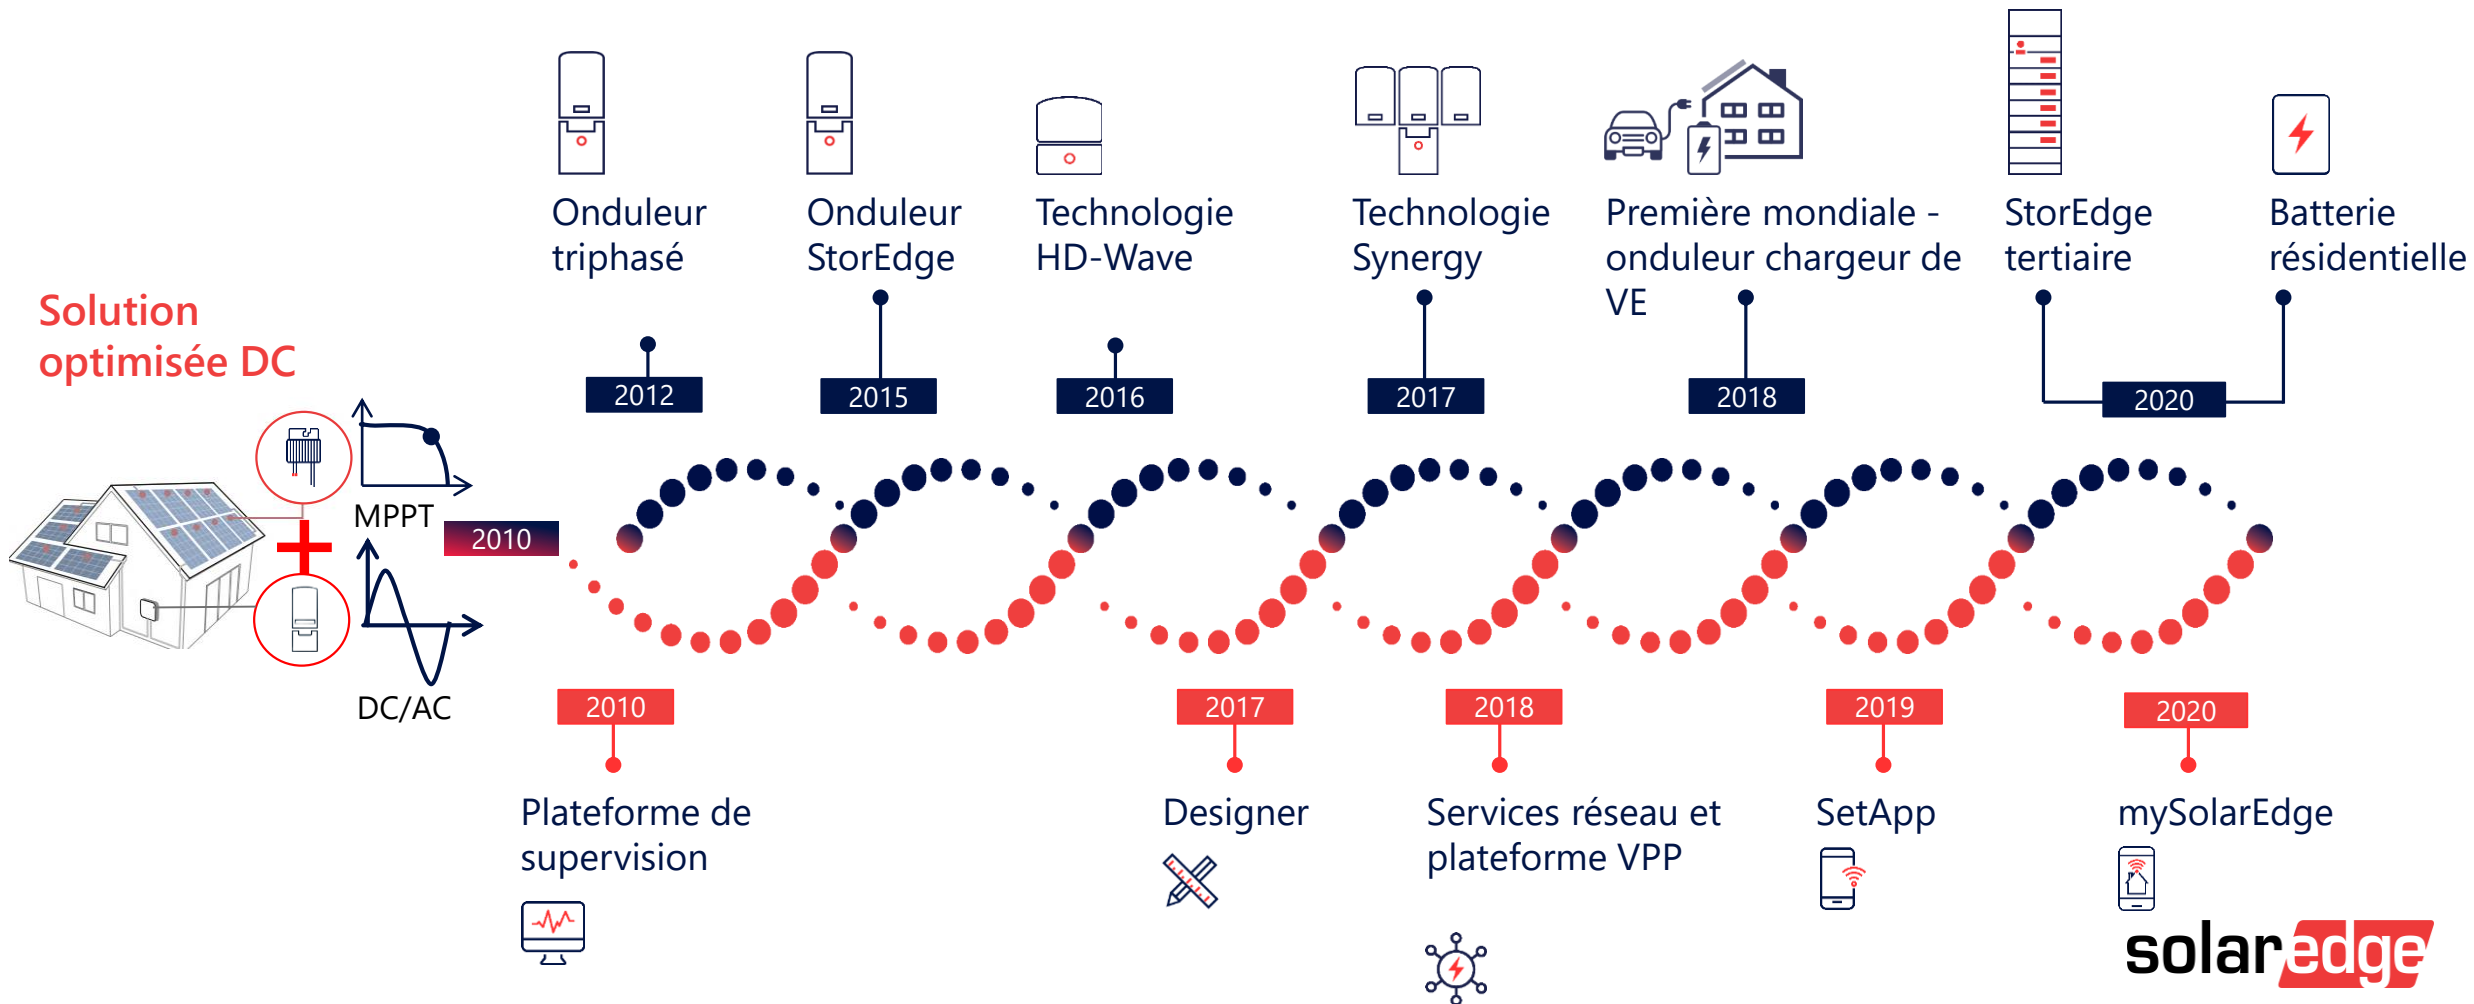 Solution
optimisée DC
MPPT
DC/AC
2010
Onduleur
triphasé
2012
Onduleur
StorEdge
2015
Technologie
HD-Wave
2016
Technologie
Synergy
2017
Première mondiale -
onduleur chargeur de
VE
2018
StorEdge
tertiaire
Batterie
résidentielle
2020
2010
Plateforme de
supervision
2017
Designer
2018
Services réseau et
plateforme VPP
2019
SetApp
2020
mySolarEdge
solaredge